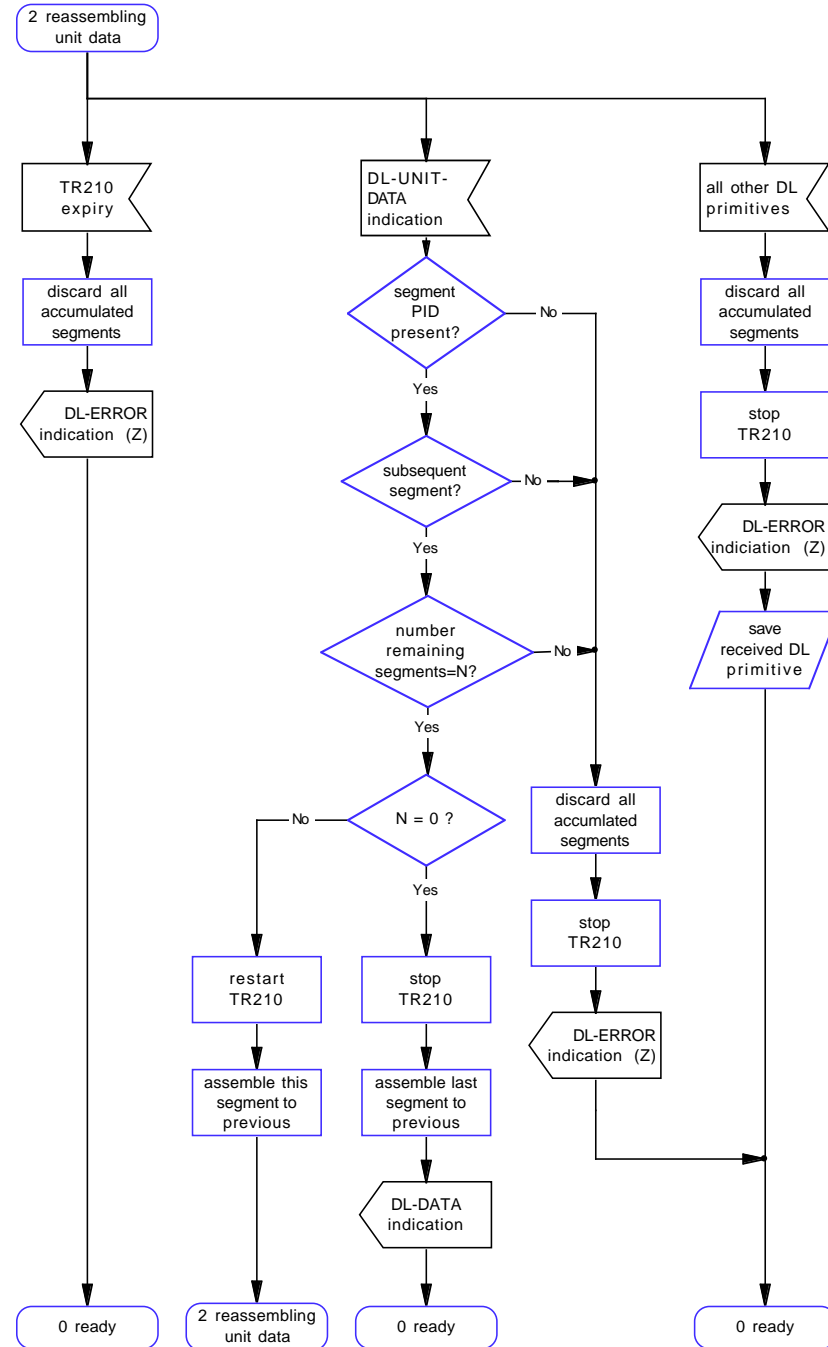 2 reassembling
unit data
TR210
expiry
discard all
accumulated
segments
DL-ERROR
indication (Z)
DL-UNIT-
DATA
indication
segment
PID
present?
No
Yes
subsequent
segment?
No
Yes
number
remaining
segments=N?
No
Yes
N = 0 ?
No
Yes
restart
TR210
assemble this
segment to
previous
stop
TR210
assemble last
segment to
previous
DL-DATA
indication
discard all
accumlated
segments
stop
TR210
DL-ERROR
indication (Z)
all other DL
primitives
discard all
accumulated
segments
stop
TR210
DL-ERROR
indiciation (Z)
save
received DL
primitive
0 ready
2 reassembling
unit data
0 ready
0 ready